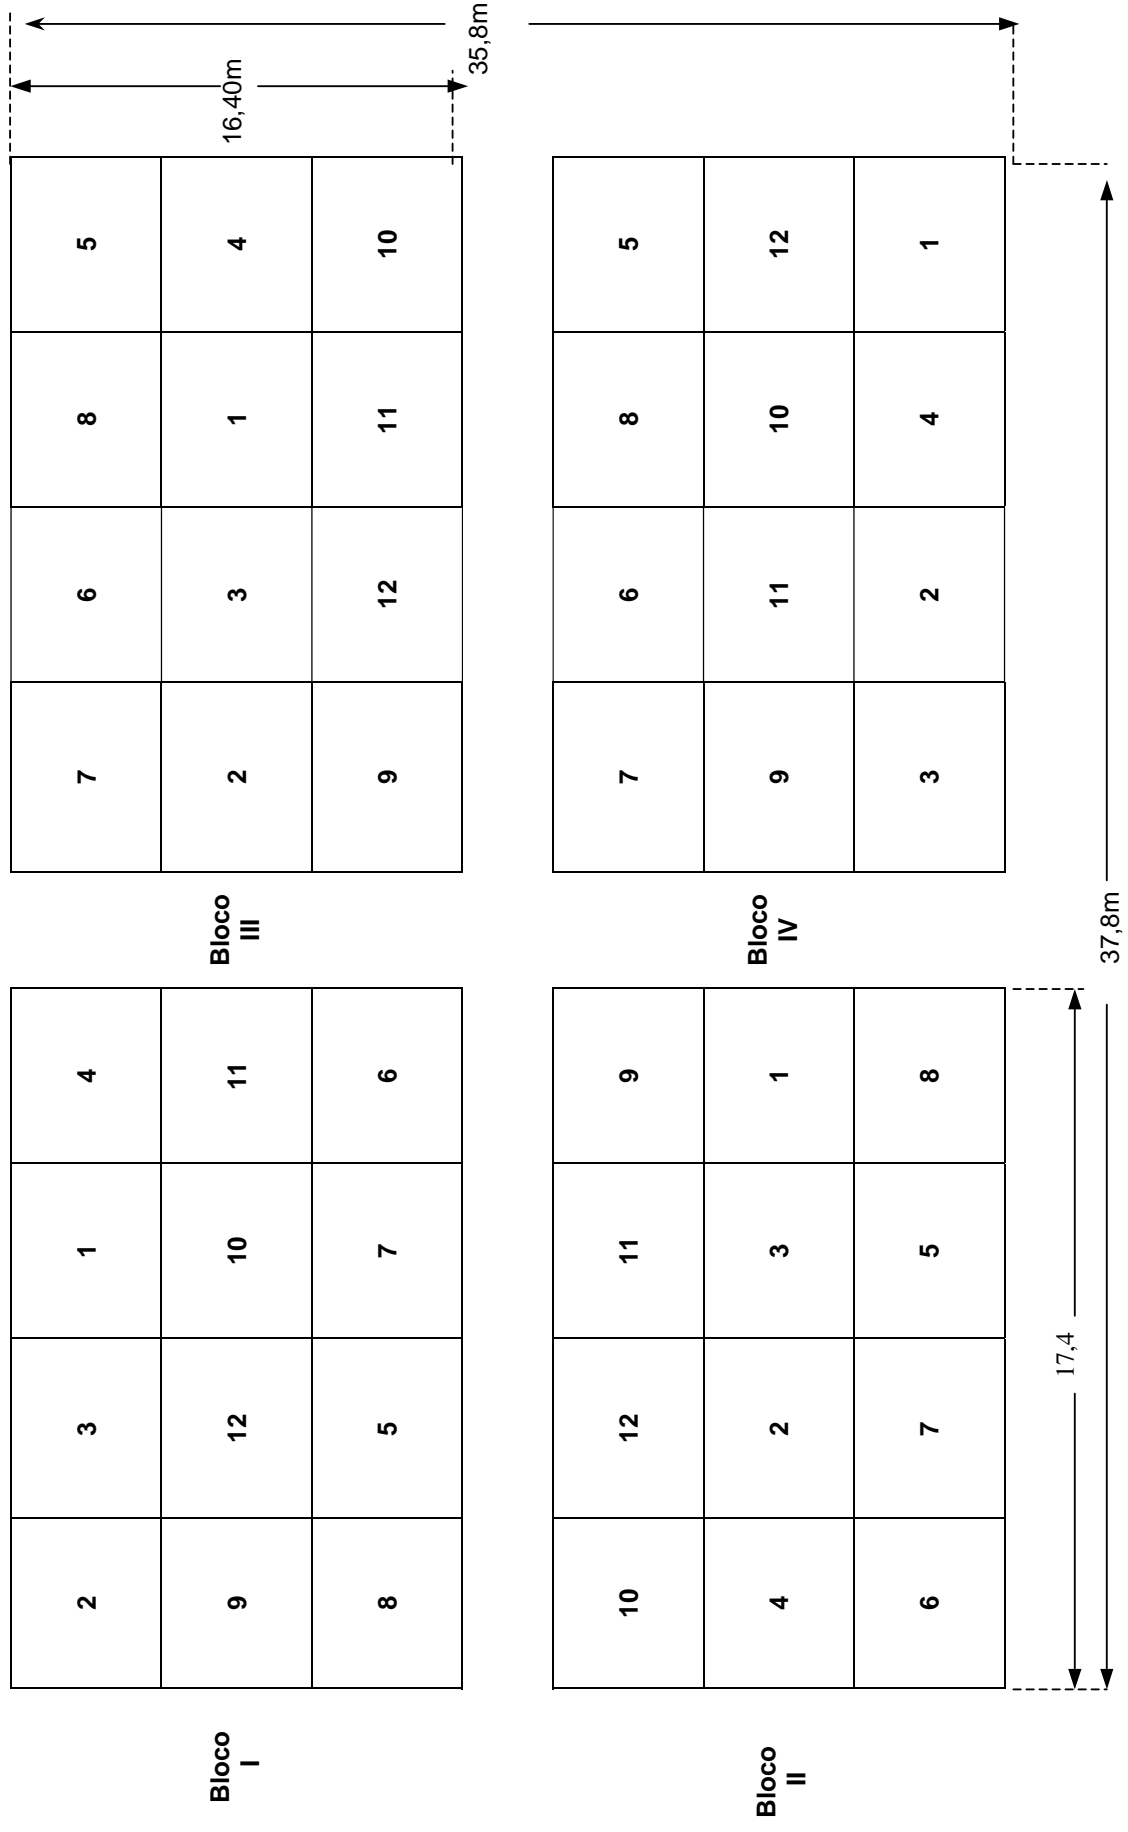 2 3 1 4 7 6 8 5
Bloco
I
9 12 10 11
Bloco
III
2 3 1 4
16,40m
8 5 7 6 9 12 11 10
35,8m
10 12 11 9 7 6 8 5
Bloco
II
4 2 3 1
Bloco
IV
9 11 10 12
6 7 5 8 3 2 4 1
17,4
37,8m